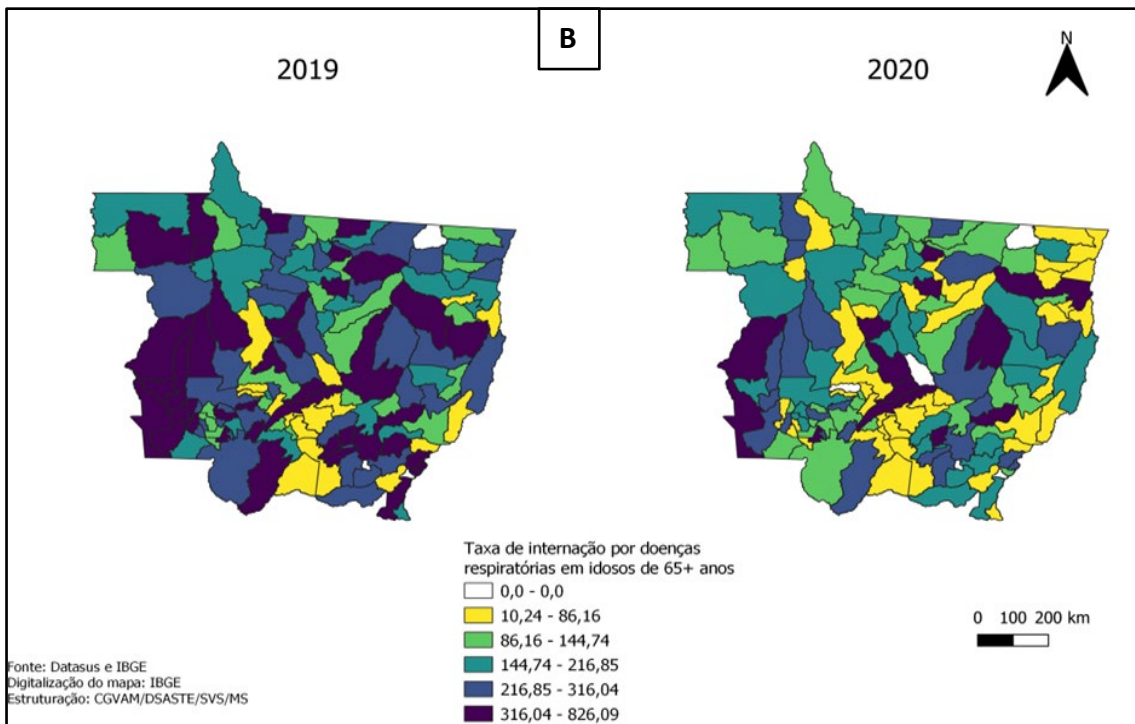 B
2019
2020
N
Taxa de internação por doenças
respiratórias em idosos de 65+ anos
0,0 - 0,0
10,24 - 86,16
86,16 - 144,74
144,74 - 216,85
216,85 - 316,04
316,04 - 826,09
0 100 200 km
Fonte: Datasus e IBGE
Digitalização do mapa: IBGE
Estruturação: CGVAM/DSASTE/SVS/MS